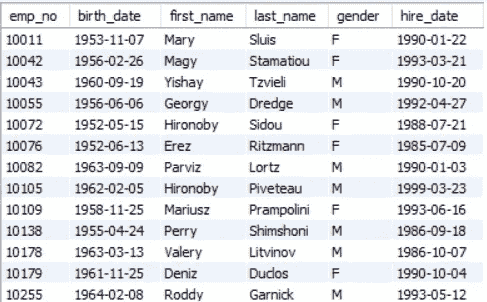 emp_no birth_date first_name last_name gender hire_date
10011 1953-11-07 Mary Sluis F 1990-01-22
10042 1956-02-26 Magy Stamatiou F 1993-03-21
10043 1960-09-19 Yishay Tzvieli M 1990-10-20
10055 1956-06-06 Georgy Dredge M 1992-04-27
10072 1952-05-15 Hironoby Sidou F 1988-07-21
10076 1952-06-13 Erez Ritzmann F 1985-07-09
10082 1963-09-09 Parviz Lortz M 1990-01-03
10105 1962-02-05 Hironoby Piveteau M 1999-03-23
10109 1958-11-25 Mariusz Prampolini F 1993-06-16
10138 1955-04-24 Perry Shimshoni M 1986-09-18
10178 1963-03-13 Valery Litvinov M 1986-10-07
10179 1961-11-25 Deniz Duclos F 1990-10-04
10255 1964-02-08 Roddy Garnick M 1993-05-12